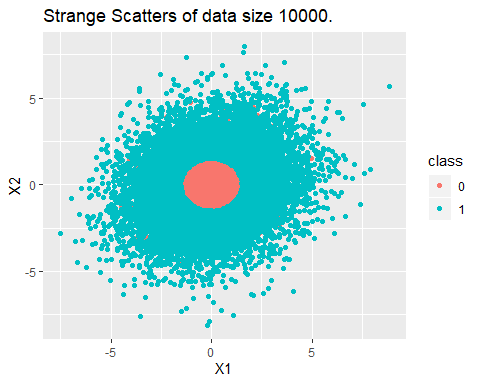 Strange Scatters of data size 10000.
X2
5
0
-5
-5
0
5
X1
class
0
1